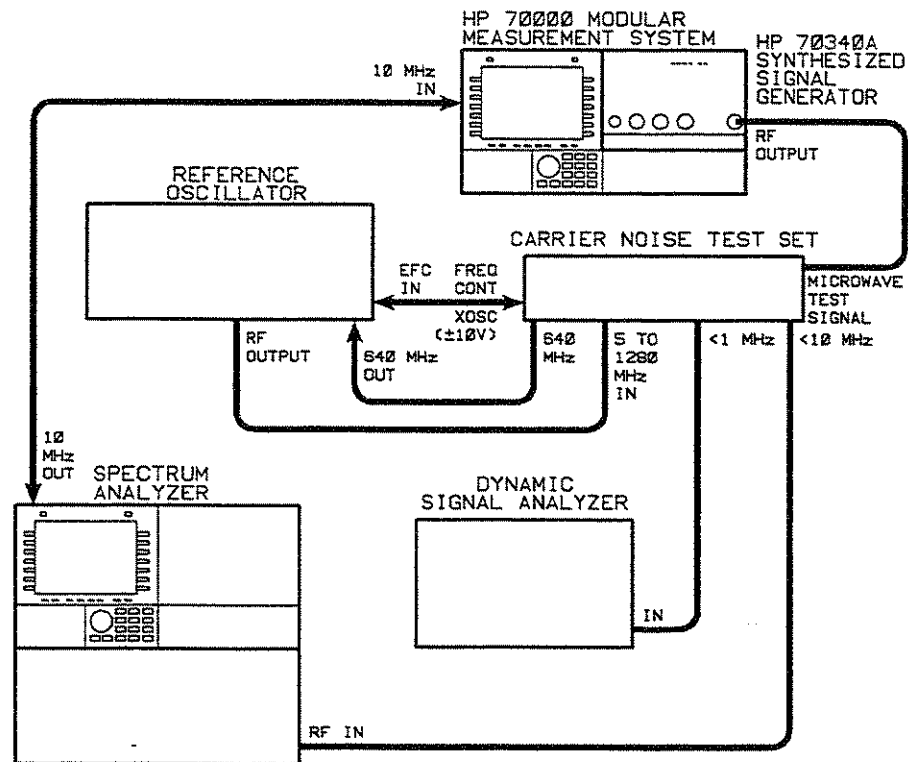 HP 70000 MODULAR
MEASUREMENT SYSTEM
HP 70340A
SYNTHESIZED
SIGNAL
GENERATOR
10 MHz
IN
RF
OUTPUT
REFERENCE
OSCILLATOR
CARRIER NOISE TEST SET
EFC
IN
FREQ
CONT
XOSC
(±10V)
MICROWAVE
TEST
SIGNAL
RF
OUTPUT
640 MHz
OUT
640
MHz
5 TO
1280
MHz
IN
<1 MHz
<10 MHz
10
MHz
OUT
SPECTRUM
ANALYZER
DYNAMIC
SIGNAL ANALYZER
IN
RF IN